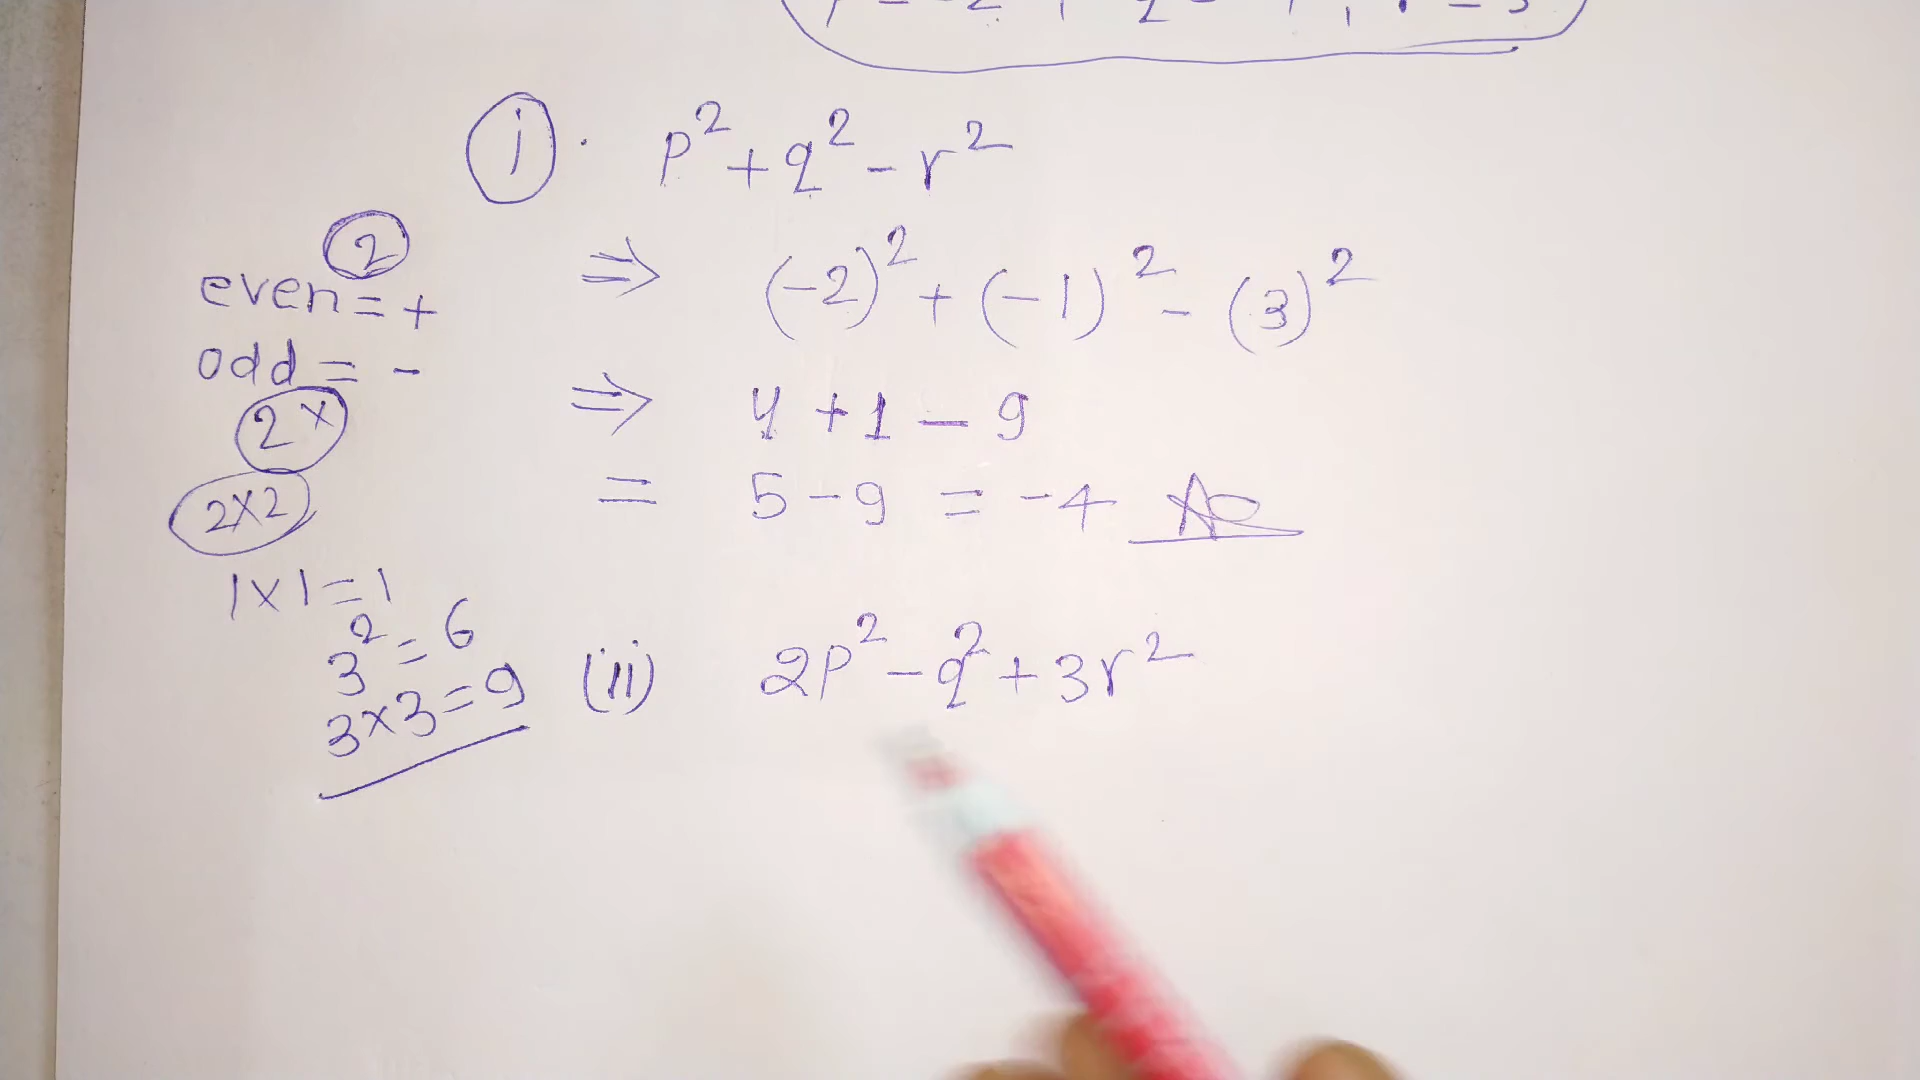 i. p² + q² - r²
2
even = +
⇒ (-2)² + (-1)² - (3)²
odd = -
⇒ 4 + 1 - 9
2×
2×2
= 5 - 9 = -4
1×1=1
3² = 6
3×3=9
(ii) 2p² - q² + 3r²